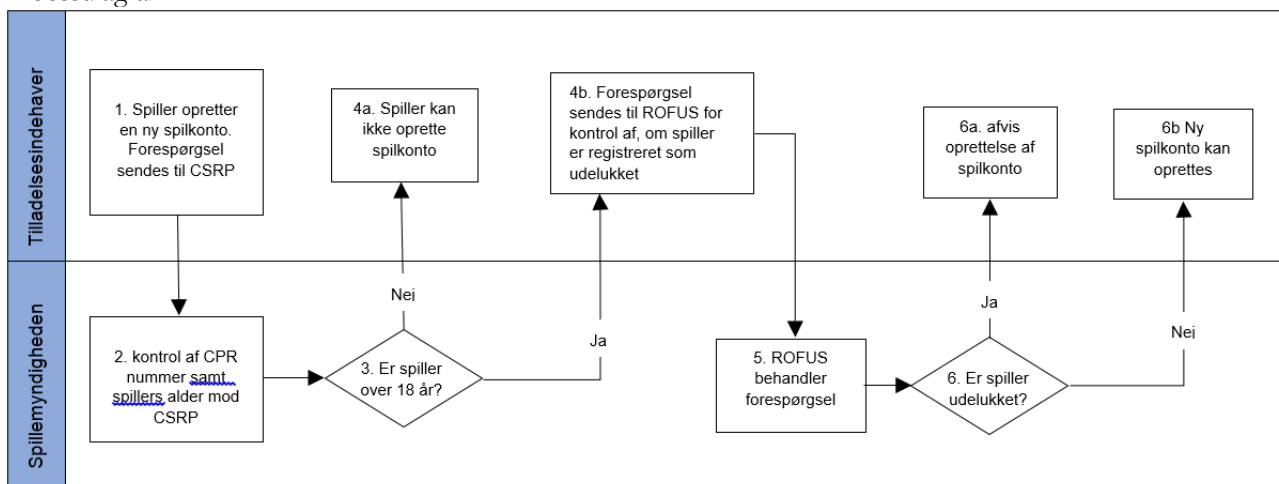 Tilladelsesindehaver
1. Spiller opretter
en ny spilkonto.
Forespørgsel
sendes til CSRP
4a. Spiller kan
ikke oprette
spilkonto
4b. Forespørgsel
sendes til ROFUS for
kontrol af, om spiller
er registreret som
udelukket
6a. afvis
oprettelse af
spilkonto
6b Ny
spilkonto kan
oprettes
Spillemyndigheden
2. kontrol af CPR
nummer samt
spillers alder mod
CSRP
3. Er spiller
over 18 år?
Nej
Ja
5. ROFUS
behandler
forespørgsel
6. Er spiller
udelukket?
Ja
Nej